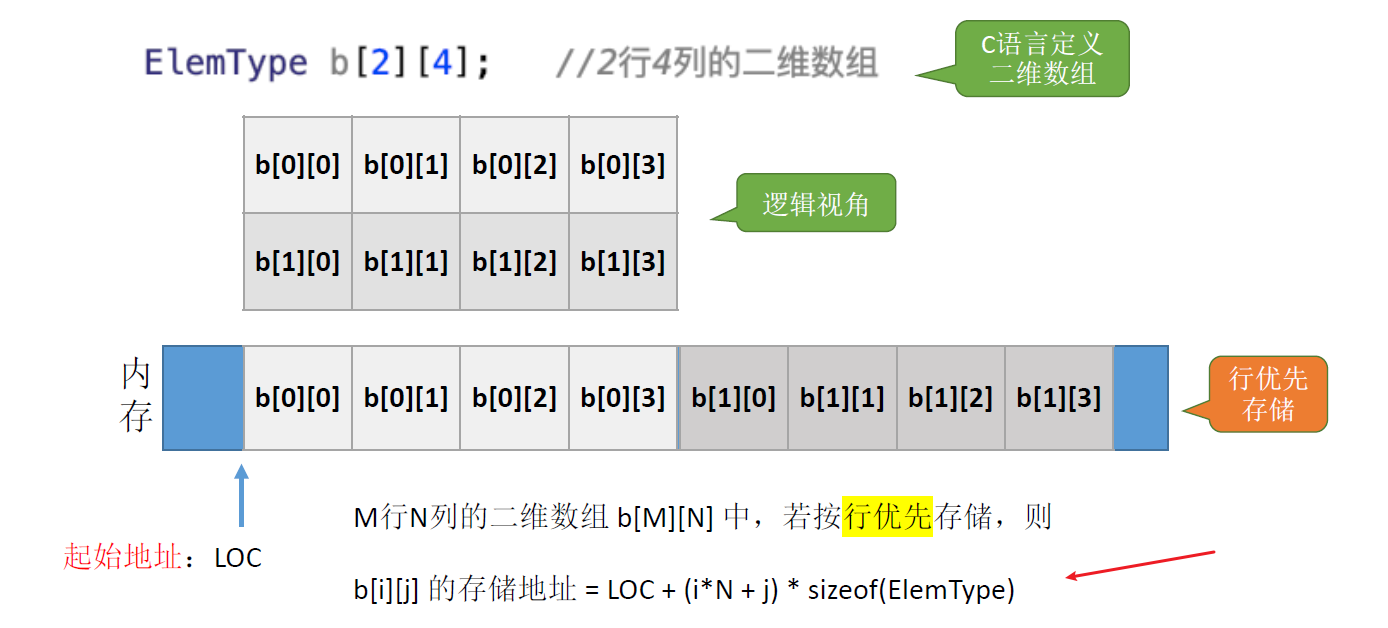 ElemType b[2][4]; //2行4列的二维数组
C语言定义
二维数组
b[0][0] b[0][1] b[0][2] b[0][3]
b[1][0] b[1][1] b[1][2] b[1][3]
逻辑视角
内
存
b[0][0] b[0][1] b[0][2] b[0][3] b[1][0] b[1][1] b[1][2] b[1][3]
行优先
存储
起始地址：LOC
M行N列的二维数组 b[M][N] 中，若按行优先存储，则
b[i][j] 的存储地址 = LOC + (i*N + j) * sizeof(ElemType)